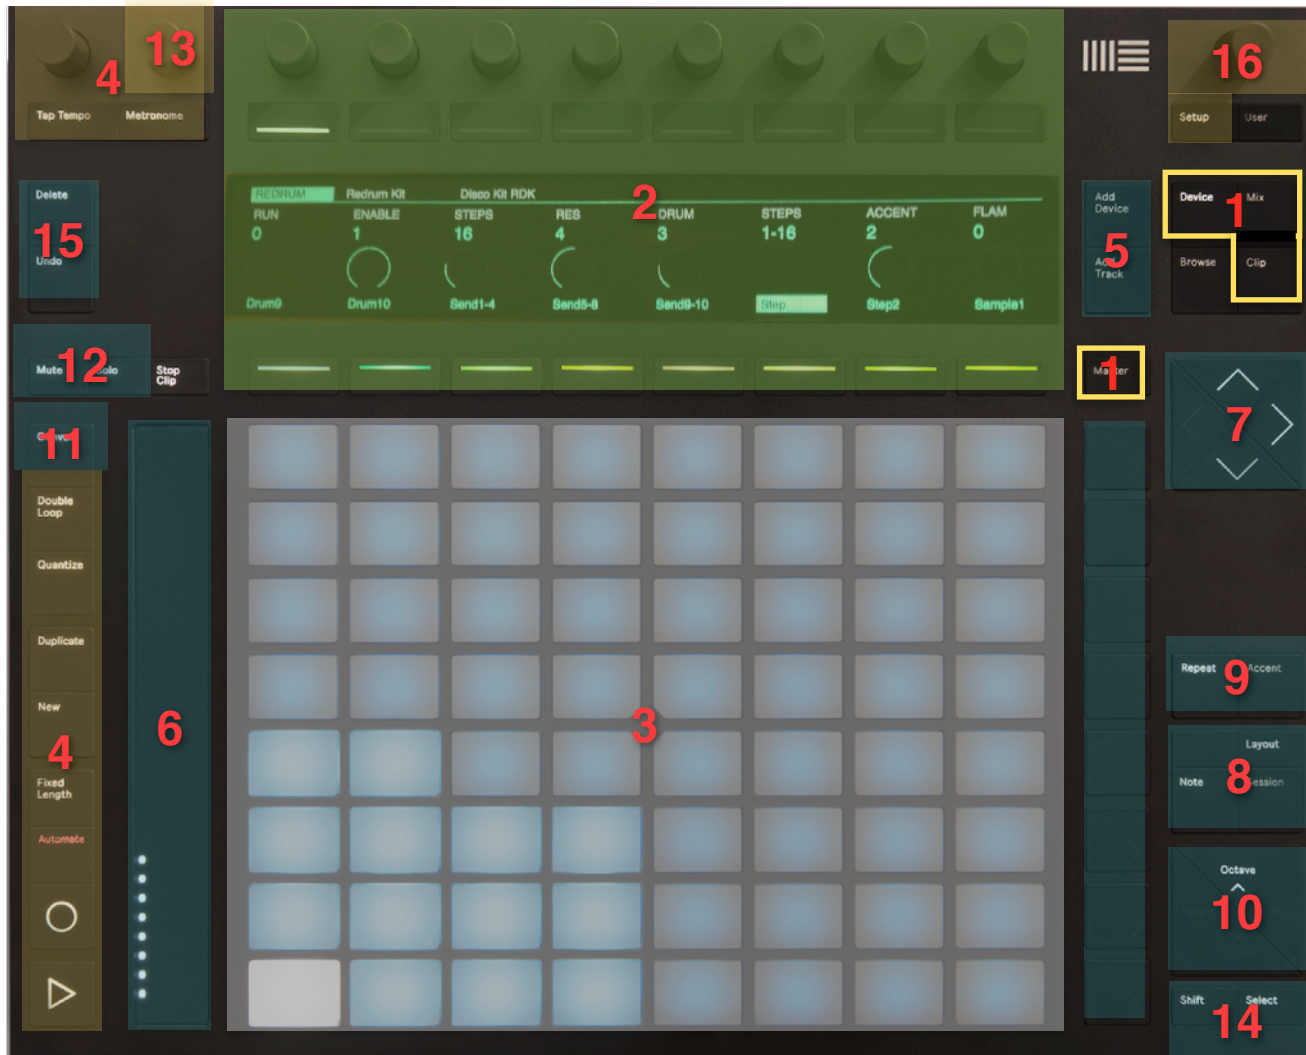 13
4
16
Tap Tempo
Metronome
Setup
User
Delete
Undo
15
REDRUM Redrum Kit Disco Kit RDK
2
RUN ENABLE STEPS RES DRUM STEPS ACCENT FLAM
0 1 16 4 3 1-16 2 0
Drum9 Drum10 Send1-4 Send5-8 Send9-10 Step Step2 Sample1
Add
Device
5
Track
Device
Mix
1
Browse
Clip
Mute
12
Stop
Clip
1
7
11
Double
Loop
Quantize
Duplicate
New
4
Fixed
Length
Automate
6
3
Repeat
Accent
9
Layout
Note
8
Octave
10
Shift
Select
14